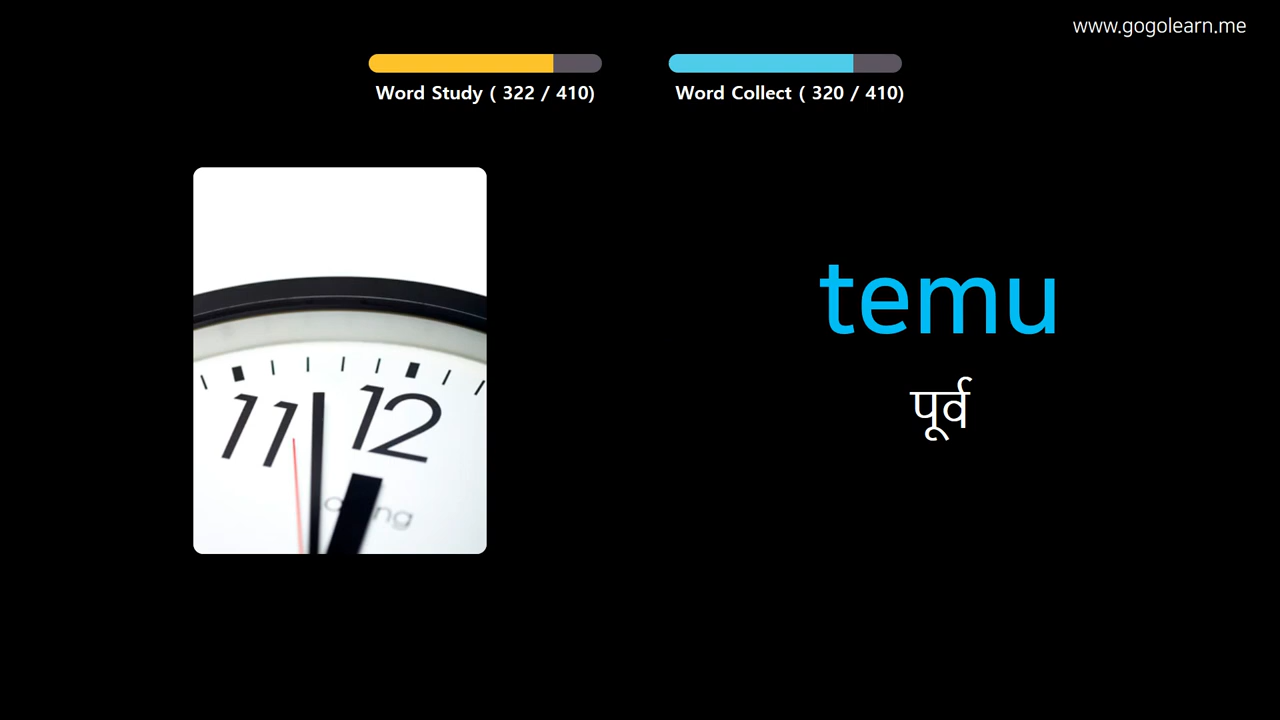 www.gogolearn.me
Word Study ( 322 / 410)
Word Collect ( 320 / 410)
temu
पूर्व
11
12